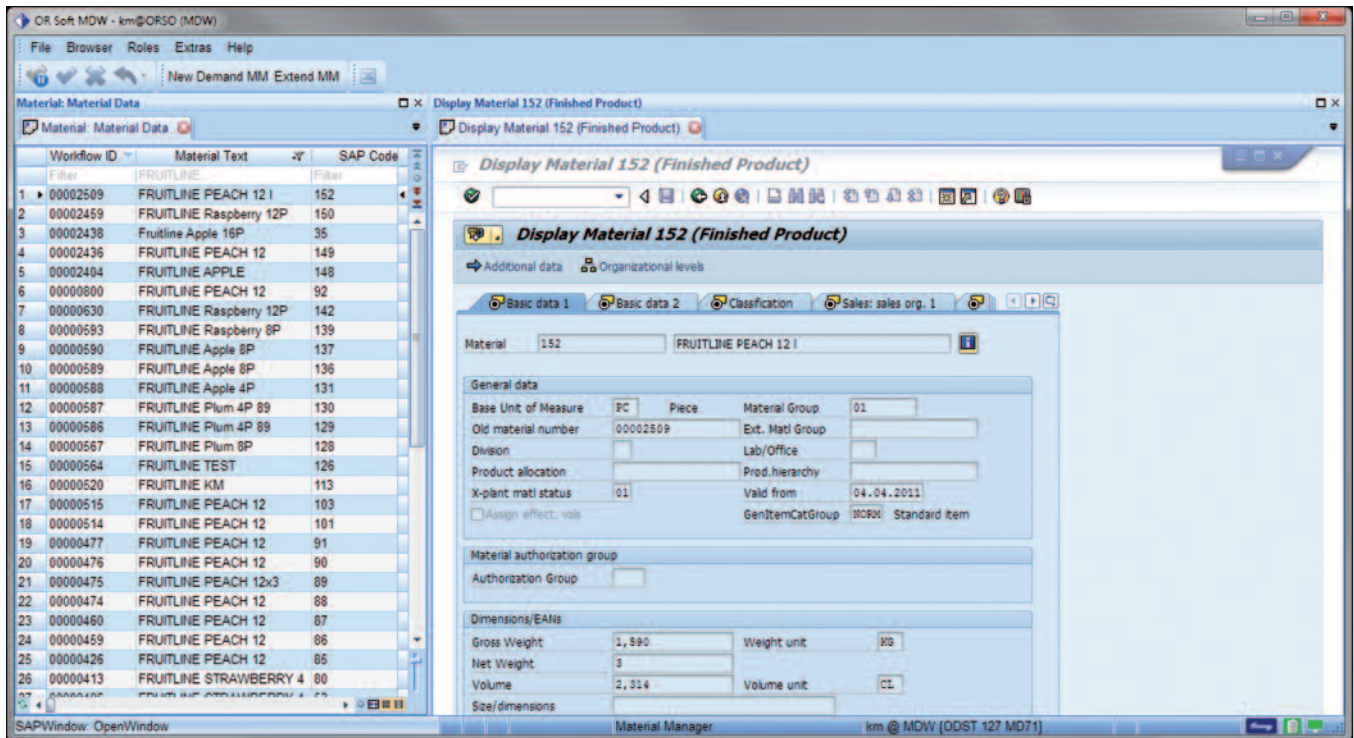 OR Soft MDW - km@ORSO (MDW)
File Browser Roles Extras Help
New Demand MM Extend MM
Material: Material Data
Display Material 152 (Finished Product)
Material: Material Data
Display Material 152 (Finished Product)
Workflow ID Material Text SAP Code
Filter FRUITLINE Filter
1 00002509 FRUITLINE PEACH 12 l 152
2 00002459 FRUITLINE Raspberry 12P 150
3 00002438 Fruitline Apple 16P 35
4 00002436 FRUITLINE PEACH 12 149
5 00002404 FRUITLINE APPLE 148
6 00000800 FRUITLINE PEACH 12 92
7 00000630 FRUITLINE Raspberry 12P 142
8 00000593 FRUITLINE Raspberry 8P 139
9 00000590 FRUITLINE Apple 8P 137
10 00000589 FRUITLINE Apple 8P 136
11 00000588 FRUITLINE Apple 4P 131
12 00000587 FRUITLINE Plum 4P 89 130
13 00000586 FRUITLINE Plum 4P 89 129
14 00000567 FRUITLINE Plum 8P 128
15 00000564 FRUITLINE TEST 126
16 00000520 FRUITLINE KM 113
17 00000515 FRUITLINE PEACH 12 103
18 00000514 FRUITLINE PEACH 12 101
19 00000477 FRUITLINE PEACH 12 91
20 00000476 FRUITLINE PEACH 12 90
21 00000475 FRUITLINE PEACH 12x3 89
22 00000474 FRUITLINE PEACH 12 88
23 00000460 FRUITLINE PEACH 12 87
24 00000459 FRUITLINE PEACH 12 86
25 00000426 FRUITLINE PEACH 12 85
26 00000413 FRUITLINE STRAWBERRY 4 80
Display Material 152 (Finished Product)
Display Material 152 (Finished Product)
Additional data Organizational levels
Basic data 1 Basic data 2 Classification Sales: sales org. 1
Material 152 FRUITLINE PEACH 12 l
General data
Base Unit of Measure PC Piece Material Group 01
Old material number 00002509 Ext. Matl Group
Division Lab/Office
Product allocation Prod.hierarchy
X-plant matl status 01 Valid from 04.04.2011
Assign effect. vals GenItemCatGroup NORM Standard item
Material authorization group
Authorization Group
Dimensions/EANs
Gross Weight 1,590 Weight unit KG
Net Weight 3
Volume 2,314 Volume unit CL
Size/dimensions
SAPWindow: OpenWindow Material Manager km @ MDW [ODST 127 MD71]